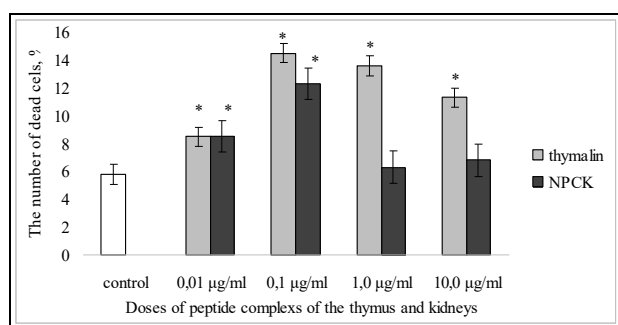 The number of dead cels, %
16
14
12
10
8
6
4
2
0
* * * * * *
thymalin
NPCK
control 0,01 µg/ml 0,1 µg/ml 1,0 µg/ml 10,0 µg/ml
Doses of peptide complexs of the thymus and kidneys